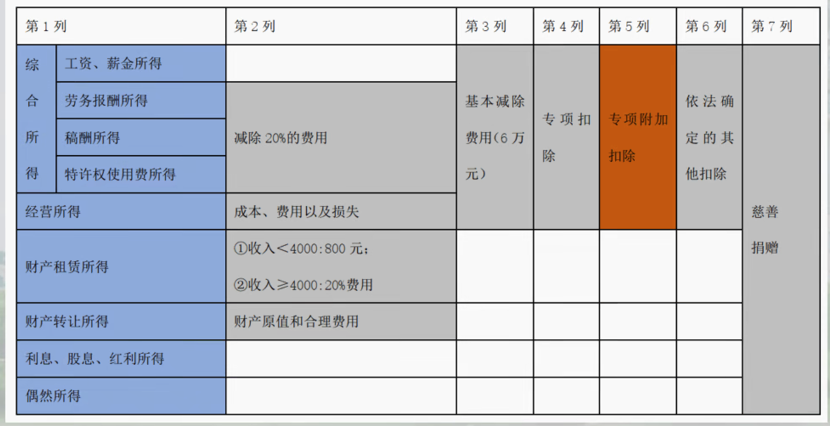 第1列 第2列 第3列 第4列 第5列 第6列 第7列
综合所得
工资、薪金所得
劳务报酬所得
稿酬所得
特许权使用费所得
减除20%的费用
基本减除
费用(6万
元)
专项扣
除
专项附加
扣除
依法确
定的其
他扣除
慈善
捐赠
经营所得 成本、费用以及损失
财产租赁所得
①收入<4000:800元;
②收入≥4000:20%费用
财产转让所得 财产原值和合理费用
利息、股息、红利所得
偶然所得